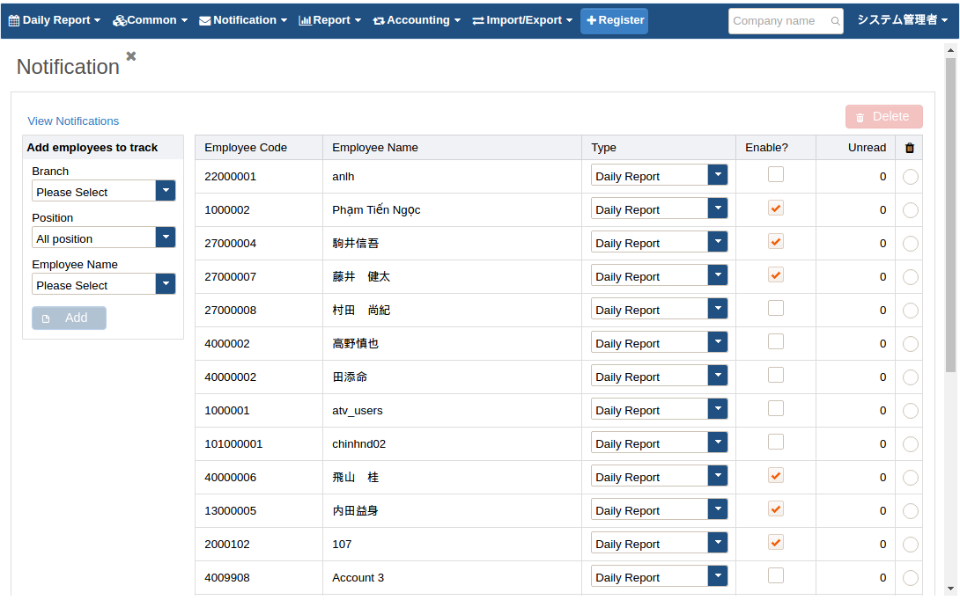 Daily Report Common Notification Report Accounting Import/Export Register Company name システム管理者
Notification
View Notifications Delete
Add employees to track
Branch
Please Select
Position
All position
Employee Name
Please Select
Add
Employee Code Employee Name Type Enable? Unread
22000001 anlh Daily Report 0
1000002 Phạm Tiến Ngọc Daily Report 0
27000004 駒井信吾 Daily Report 0
27000007 藤井　健太 Daily Report 0
27000008 村田　尚紀 Daily Report 0
4000002 高野慎也 Daily Report 0
40000002 田添命 Daily Report 0
1000001 atv_users Daily Report 0
101000001 chinhnd02 Daily Report 0
40000006 飛山　桂 Daily Report 0
13000005 内田益身 Daily Report 0
2000102 107 Daily Report 0
4009908 Account 3 Daily Report 0